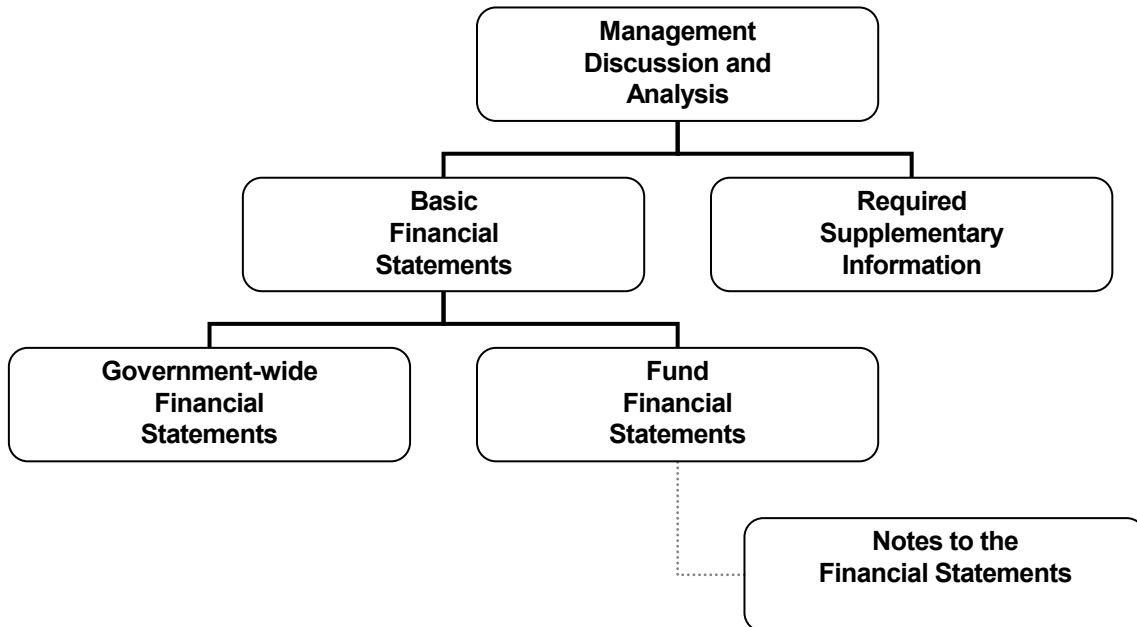 Management
Discussion and
Analysis
Basic
Financial
Statements
Required
Supplementary
Information
Government-wide
Financial
Statements
Fund
Financial
Statements
Notes to the
Financial Statements